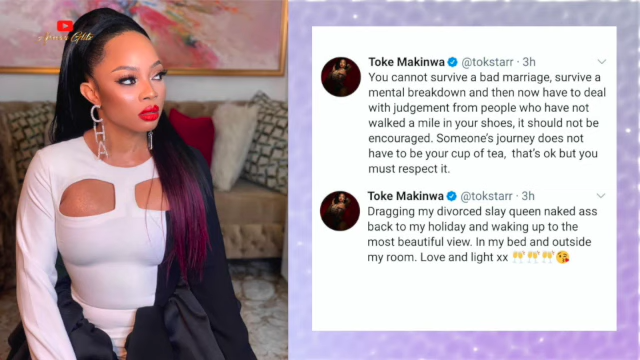 CHA
Toke Makinwa @tokstarr · 3h
You cannot survive a bad marriage, survive a
mental breakdown and then now have to deal
with judgement from people who have not
walked a mile in your shoes, it should not be
encouraged. Someone's journey does not
have to be your cup of tea, that's ok but you
must respect it.
Toke Makinwa @tokstarr · 3h
Dragging my divorced slay queen naked ass
back to my holiday and waking up to the
most beautiful view. In my bed and outside
my room. Love and light xx 🥂🥂🥂😘